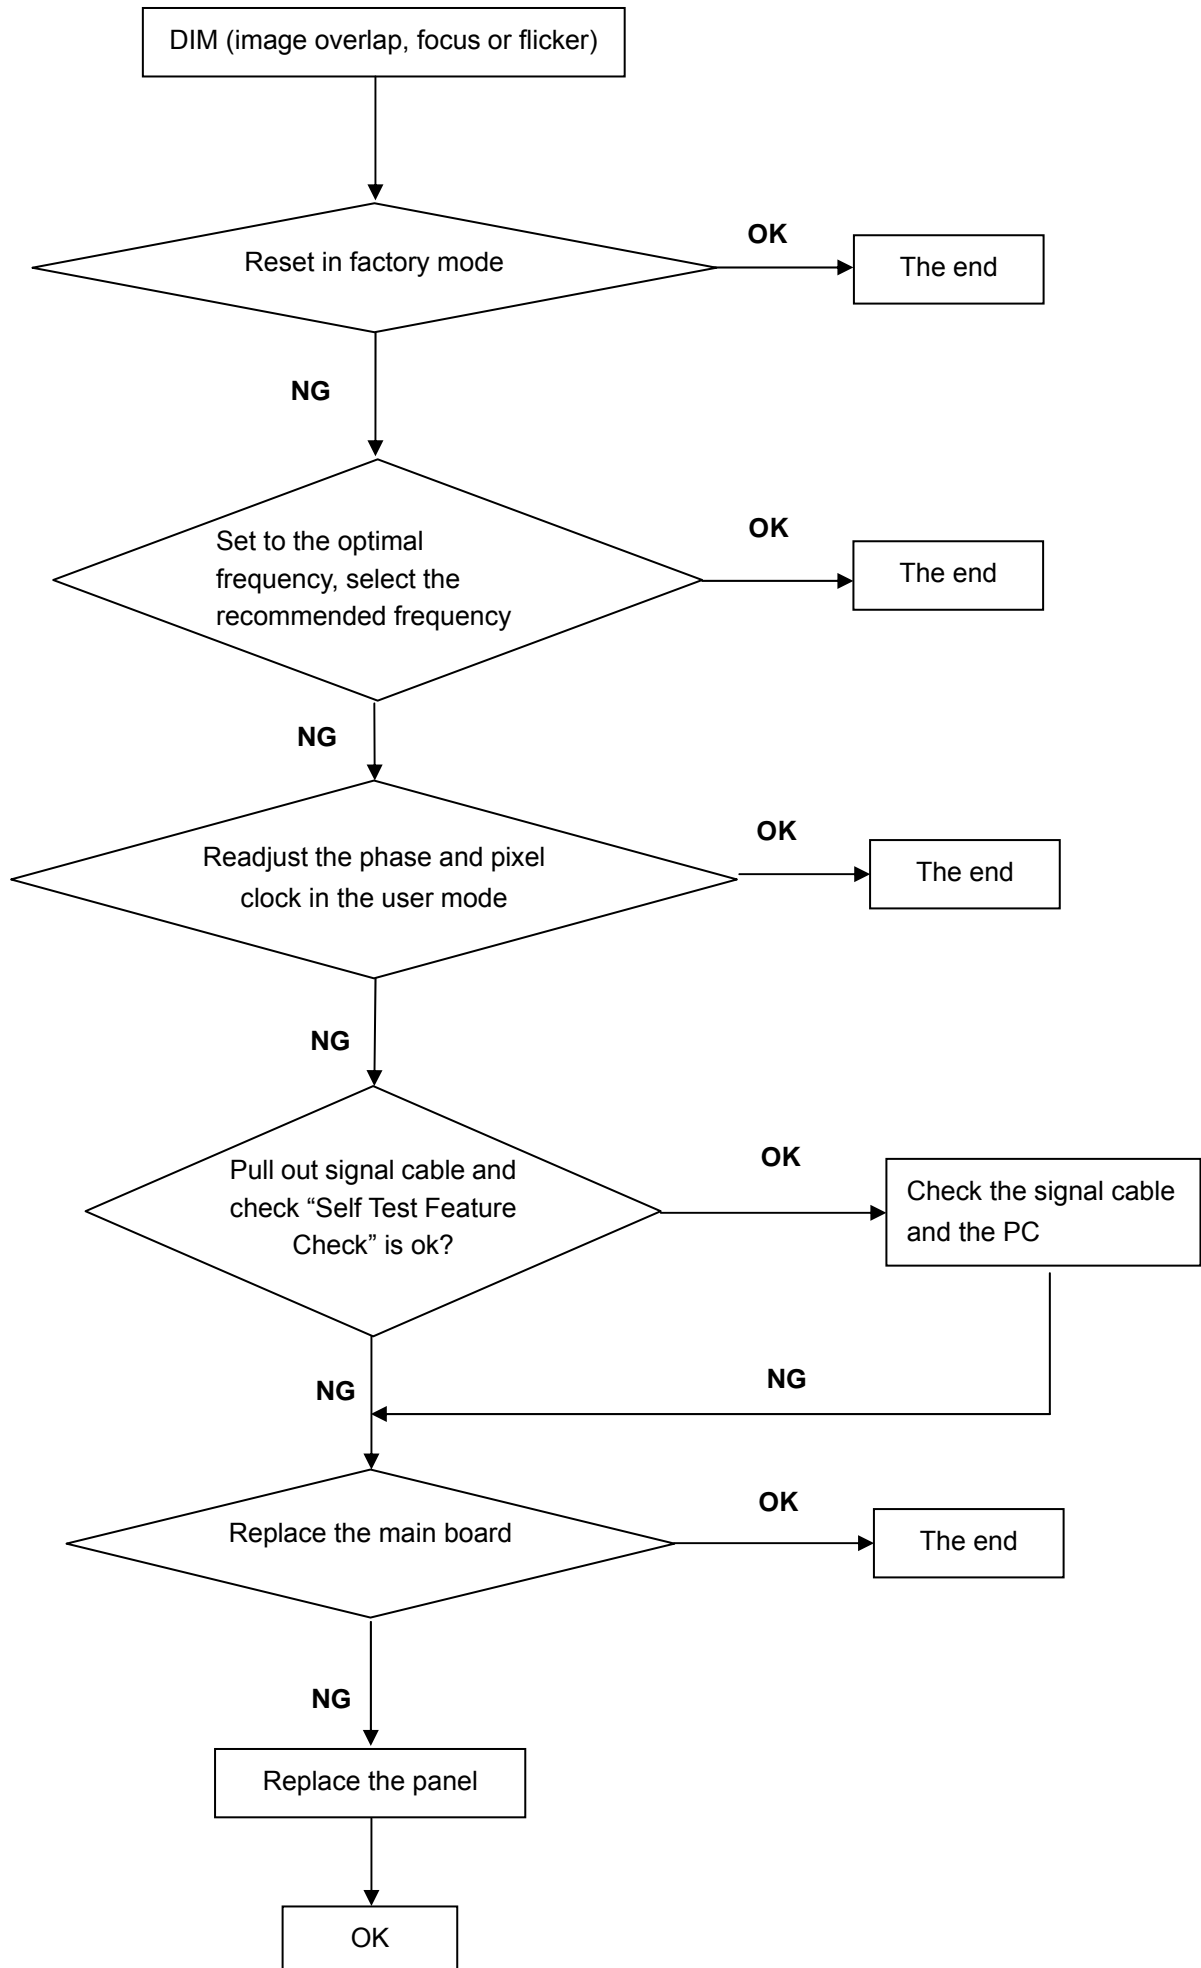 DIM (image overlap, focus or flicker)
OK
Reset in factory mode
The end
NG
OK
Set to the optimal
frequency, select the
recommended frequency
The end
NG
OK
Readjust the phase and pixel
clock in the user mode
The end
NG
OK
Pull out signal cable and
check “Self Test Feature
Check” is ok?
Check the signal cable
and the PC
NG
NG
OK
Replace the main board
The end
NG
Replace the panel
OK